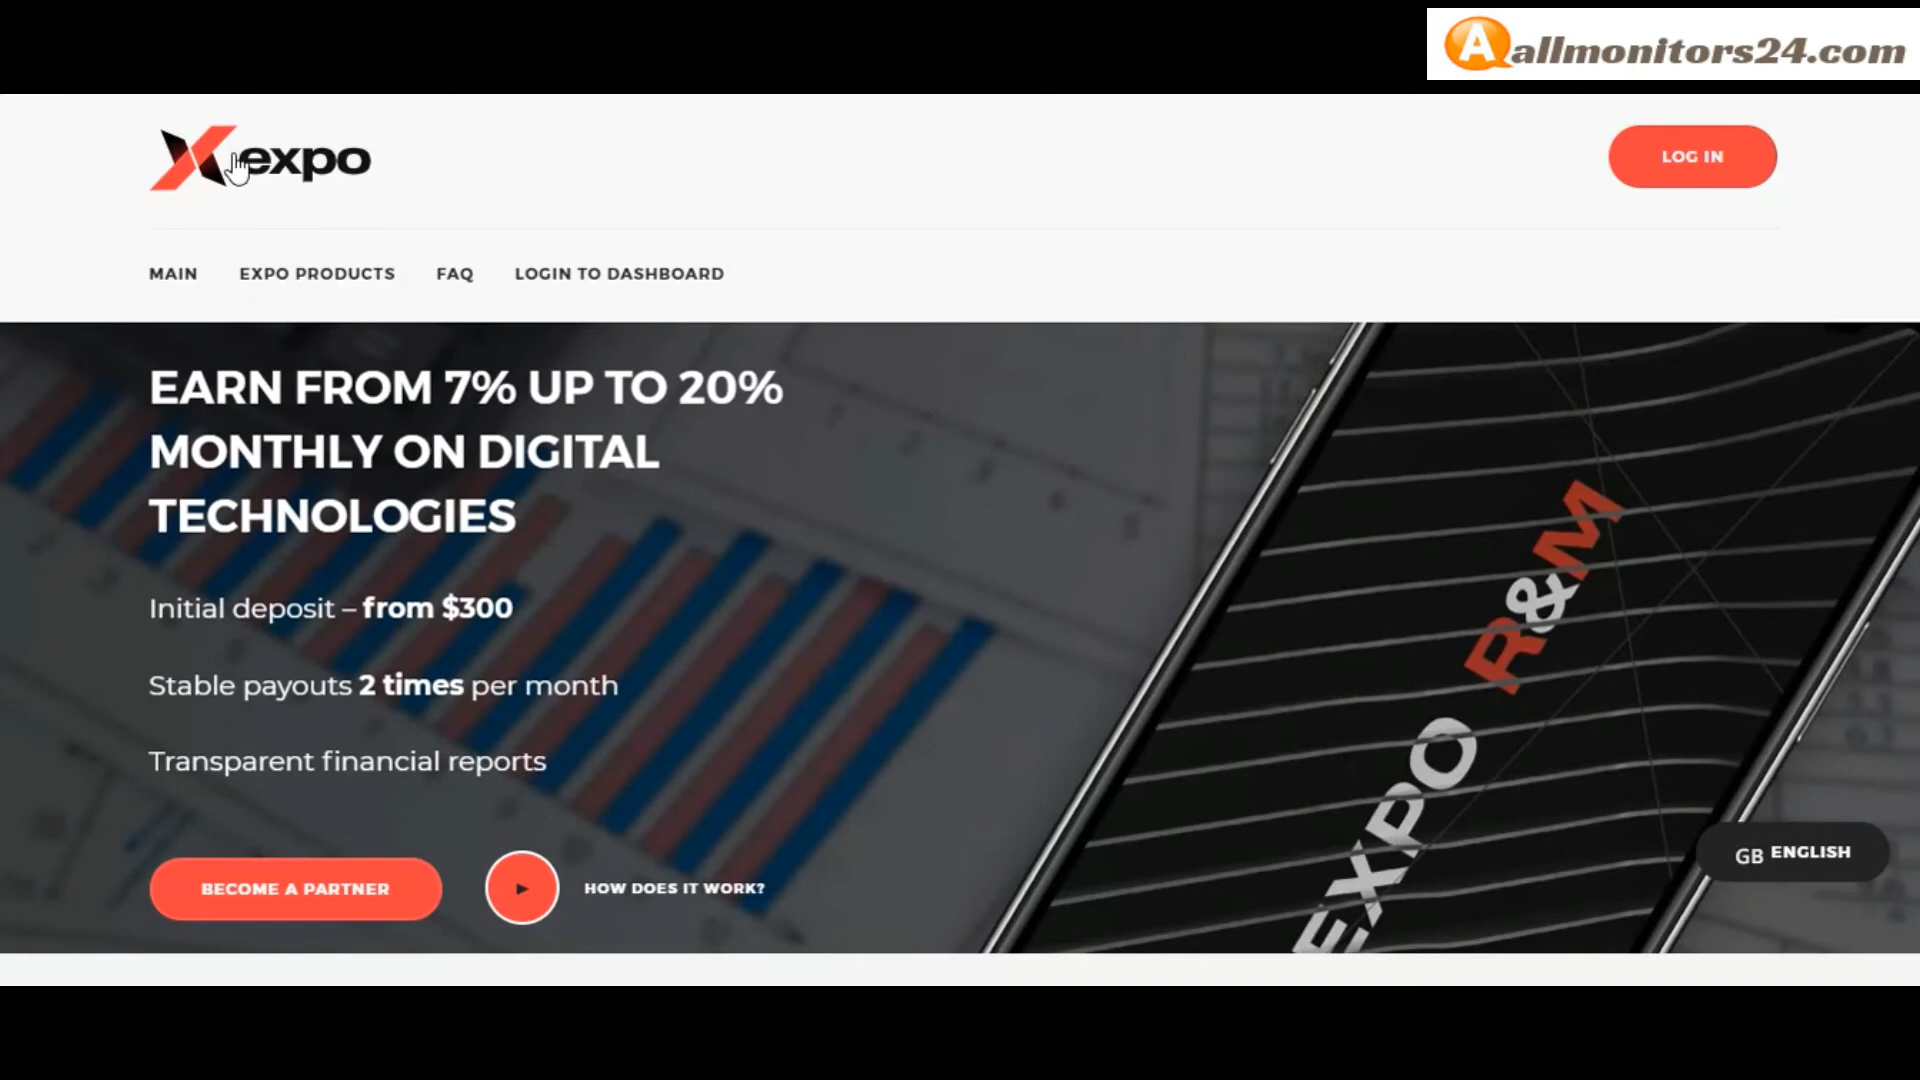 allmonitors24.com
Xexpo
LOG IN
MAIN EXPO PRODUCTS FAQ LOGIN TO DASHBOARD
EARN FROM 7% UP TO 20%
MONTHLY ON DIGITAL
TECHNOLOGIES
Initial deposit – from $300
Stable payouts 2 times per month
Transparent financial reports
BECOME A PARTNER
HOW DOES IT WORK?
EXPO R&M
GB ENGLISH